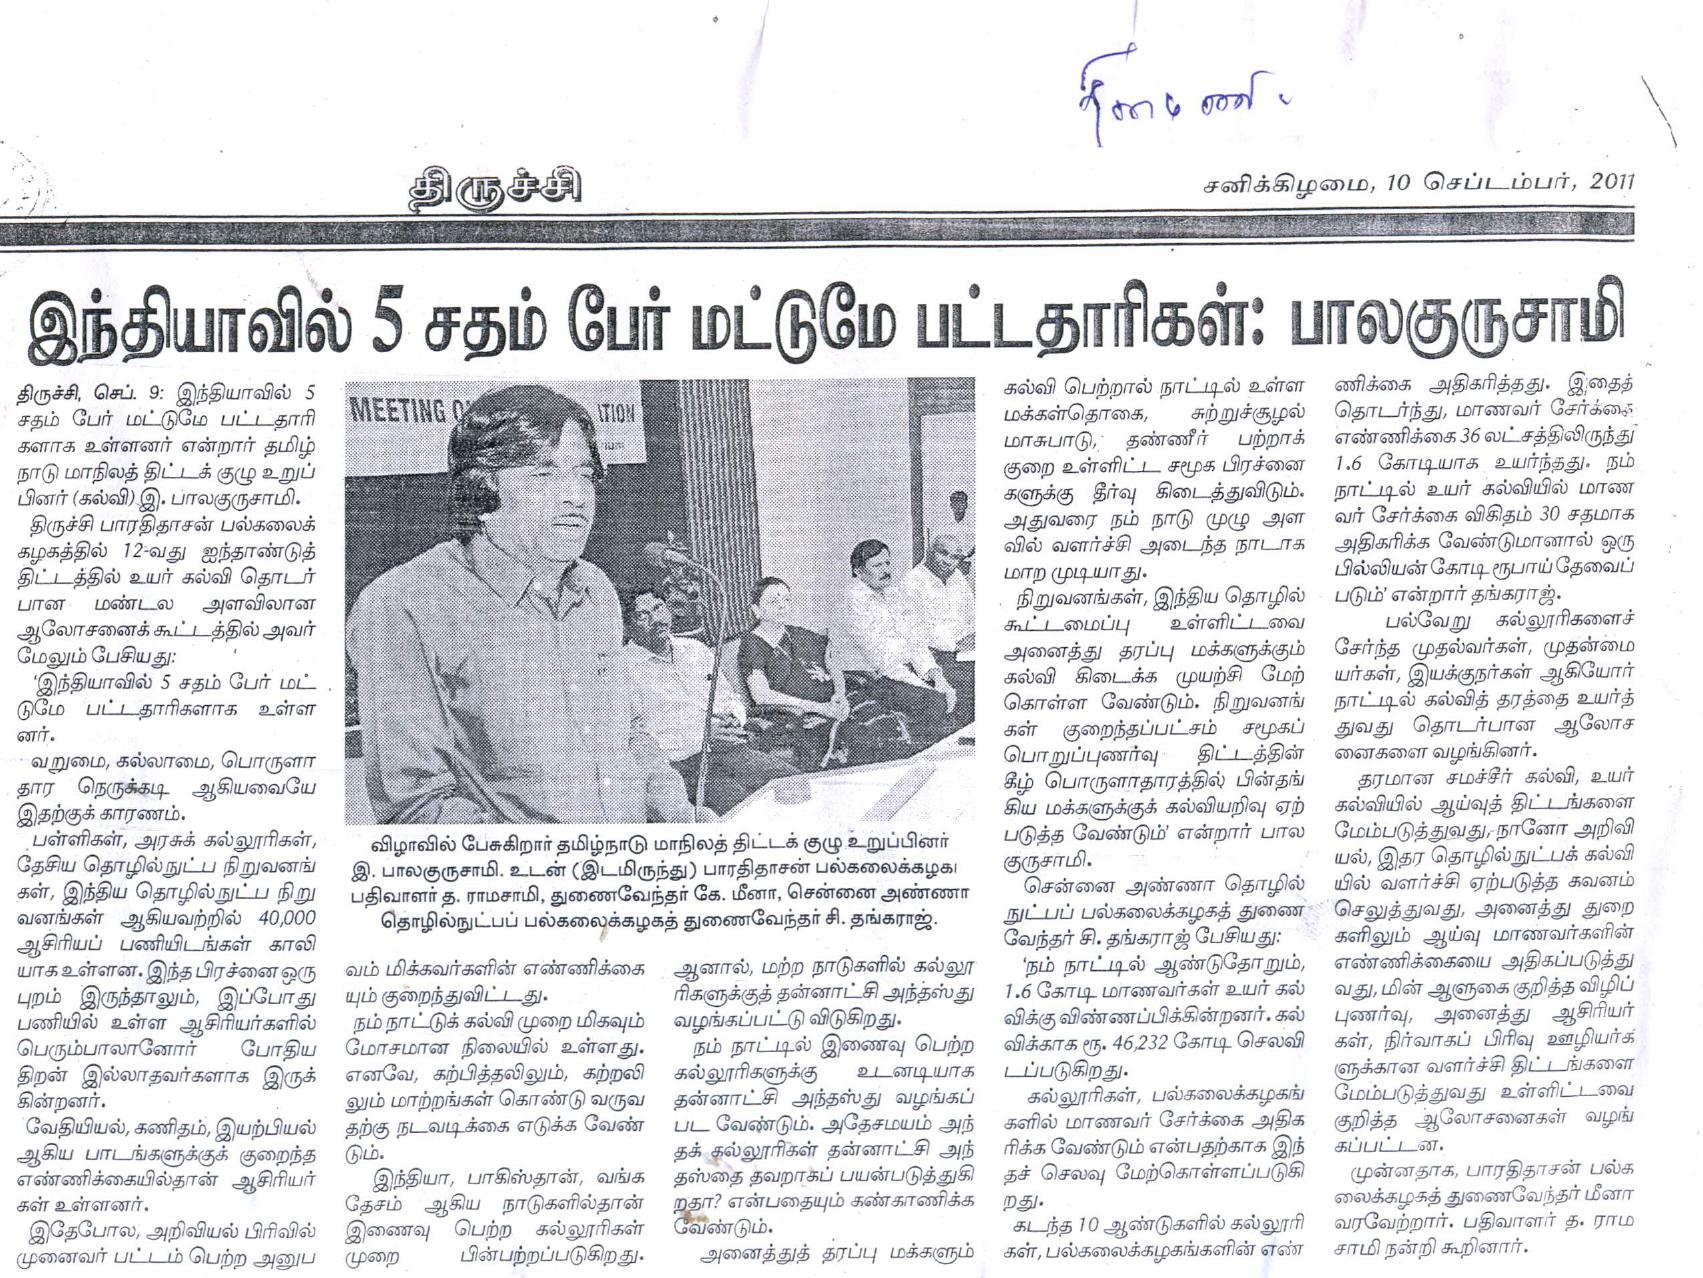 தினமணி.
திருச்சி
சனிக்கிழமை, 10 செப்டம்பர், 2011
இந்தியாவில் 5 சதம் பேர் மட்டுமே பட்டதாரிகள்: பாலகுருசாமி
திருச்சி, செப். 9: இந்தியாவில் 5
சதம் பேர் மட்டுமே பட்டதாரி
களாக உள்ளனர் என்றார் தமிழ்
நாடு மாநிலத் திட்டக் குழு உறுப்
பினர் (கல்வி) இ. பாலகுருசாமி.
திருச்சி பாரதிதாசன் பல்கலைக்
கழகத்தில் 12-வது ஐந்தாண்டுத்
திட்டத்தில் உயர் கல்வி தொடர்
பான மண்டல அளவிலான
ஆலோசனைக் கூட்டத்தில் அவர்
மேலும் பேசியது:
'இந்தியாவில் 5 சதம் பேர் மட்
டுமே பட்டதாரிகளாக உள்ள
னர்.
வறுமை, கல்லாமை, பொருளா
தார நெருக்கடி ஆகியவையே
இதற்குக் காரணம்.
பள்ளிகள், அரசுக் கல்லூரிகள்,
தேசிய தொழில்நுட்ப நிறுவனங்
கள், இந்திய தொழில்நுட்ப நிறு
வனங்கள் ஆகியவற்றில் 40,000
ஆசிரியப் பணியிடங்கள் காலி
யாக உள்ளன. இந்த பிரச்னை ஒரு
புறம் இருந்தாலும், இப்போது
பணியில் உள்ள ஆசிரியர்களில்
பெரும்பாலானோர் போதிய
திறன் இல்லாதவர்களாக இருக்
கின்றனர்.
வேதியியல், கணிதம், இயற்பியல்
ஆகிய பாடங்களுக்குக் குறைந்த
எண்ணிக்கையில்தான் ஆசிரியர்
கள் உள்ளனர்.
இதேபோல, அறிவியல் பிரிவில்
முனைவர் பட்டம் பெற்ற அனுப
MEETING O
ATION
விழாவில் பேசுகிறார் தமிழ்நாடு மாநிலத் திட்டக் குழு உறுப்பினர்
இ. பாலகுருசாமி. உடன் (இடமிருந்து) பாரதிதாசன் பல்கலைக்கழக
பதிவாளர் த. ராமசாமி, துணைவேந்தர் கே. மீனா, சென்னை அண்ணா
தொழில்நுட்பப் பல்கலைக்கழகத் துணைவேந்தர் சி. தங்கராஜ்.
வம் மிக்கவர்களின் எண்ணிக்கை
யும் குறைந்துவிட்டது.
நம் நாட்டுக் கல்வி முறை மிகவும்
மோசமான நிலையில் உள்ளது.
எனவே, கற்பித்தலிலும், கற்றலி
லும் மாற்றங்கள் கொண்டு வருவ
தற்கு நடவடிக்கை எடுக்க வேண்
டும்.
இந்தியா, பாகிஸ்தான், வங்க
தேசம் ஆகிய நாடுகளில்தான்
இணைவு பெற்ற கல்லூரிகள்
முறை பின்பற்றப்படுகிறது.
ஆனால், மற்ற நாடுகளில் கல்லூ
ரிகளுக்குத் தன்னாட்சி அந்தஸ்து
வழங்கப்பட்டு விடுகிறது.
நம் நாட்டில் இணைவு பெற்ற
கல்லூரிகளுக்கு உடனடியாக
தன்னாட்சி அந்தஸ்து வழங்கப்
பட வேண்டும். அதேசமயம் அந்
தக் கல்லூரிகள் தன்னாட்சி அந்
தஸ்தை தவறாகப் பயன்படுத்துகி
றதா? என்பதையும் கண்காணிக்க
வேண்டும்.
அனைத்துத் தரப்பு மக்களும்
கல்வி பெற்றால் நாட்டில் உள்ள
மக்கள்தொகை, சுற்றுச்சூழல்
மாசுபாடு, தண்ணீர் பற்றாக்
குறை உள்ளிட்ட சமூக பிரச்னை
களுக்கு தீர்வு கிடைத்துவிடும்.
அதுவரை நம் நாடு முழு அள
வில் வளர்ச்சி அடைந்த நாடாக
மாற முடியாது.
நிறுவனங்கள், இந்திய தொழில்
கூட்டமைப்பு உள்ளிட்டவை
அனைத்து தரப்பு மக்களுக்கும்
கல்வி கிடைக்க முயற்சி மேற்
கொள்ள வேண்டும். நிறுவனங்
கள் குறைந்தப்பட்சம் சமூகப்
பொறுப்புணர்வு திட்டத்தின்
கீழ் பொருளாதாரத்தில் பின்தங்
கிய மக்களுக்குக் கல்வியறிவு ஏற்
படுத்த வேண்டும்' என்றார் பால
குருசாமி.
சென்னை அண்ணா தொழில்
நுட்பப் பல்கலைக்கழகத் துணை
வேந்தர் சி. தங்கராஜ் பேசியது:
'நம் நாட்டில் ஆண்டுதோறும்,
1.6 கோடி மாணவர்கள் உயர் கல்
விக்கு விண்ணப்பிக்கின்றனர். கல்
விக்காக ரூ. 46,232 கோடி செலவி
டப்படுகிறது.
கல்லூரிகள், பல்கலைக்கழகங்
களில் மாணவர் சேர்க்கை அதிக
ரிக்க வேண்டும் என்பதற்காக இந்
தச் செலவு மேற்கொள்ளப்படுகி
றது.
கடந்த 10 ஆண்டுகளில் கல்லூரி
கள், பல்கலைக்கழகங்களின் எண்
ணிக்கை அதிகரித்தது. இதைத்
தொடர்ந்து, மாணவர் சேர்க்கை
எண்ணிக்கை 36 லட்சத்திலிருந்து
1.6 கோடியாக உயர்ந்தது. நம்
நாட்டில் உயர் கல்வியில் மாண
வர் சேர்க்கை விகிதம் 30 சதமாக
அதிகரிக்க வேண்டுமானால் ஒரு
பில்லியன் கோடி ரூபாய் தேவைப்
படும்' என்றார் தங்கராஜ்.
பல்வேறு கல்லூரிகளைச்
சேர்ந்த முதல்வர்கள், முதன்மை
யர்கள், இயக்குநர்கள் ஆகியோர்
நாட்டில் கல்வித் தரத்தை உயர்த்
துவது தொடர்பான ஆலோச
னைகளை வழங்கினர்.
தரமான சமச்சீர் கல்வி, உயர்
கல்வியில் ஆய்வுத் திட்டங்களை
மேம்படுத்துவது, நானோ அறிவி
யல், இதர தொழில்நுட்பக் கல்வி
யில் வளர்ச்சி ஏற்படுத்த கவனம்
செலுத்துவது, அனைத்து துறை
களிலும் ஆய்வு மாணவர்களின்
எண்ணிக்கையை அதிகப்படுத்து
வது, மின் ஆளுகை குறித்த விழிப்
புணர்வு, அனைத்து ஆசிரியர்
கள், நிர்வாகப் பிரிவு ஊழியர்க
ளுக்கான வளர்ச்சி திட்டங்களை
மேம்படுத்துவது உள்ளிட்டவை
குறித்த ஆலோசனைகள் வழங்
கப்பட்டன.
முன்னதாக, பாரதிதாசன் பல்க
லைக்கழகத் துணைவேந்தர் மீனா
வரவேற்றார். பதிவாளர் த. ராம
சாமி நன்றி கூறினார்.